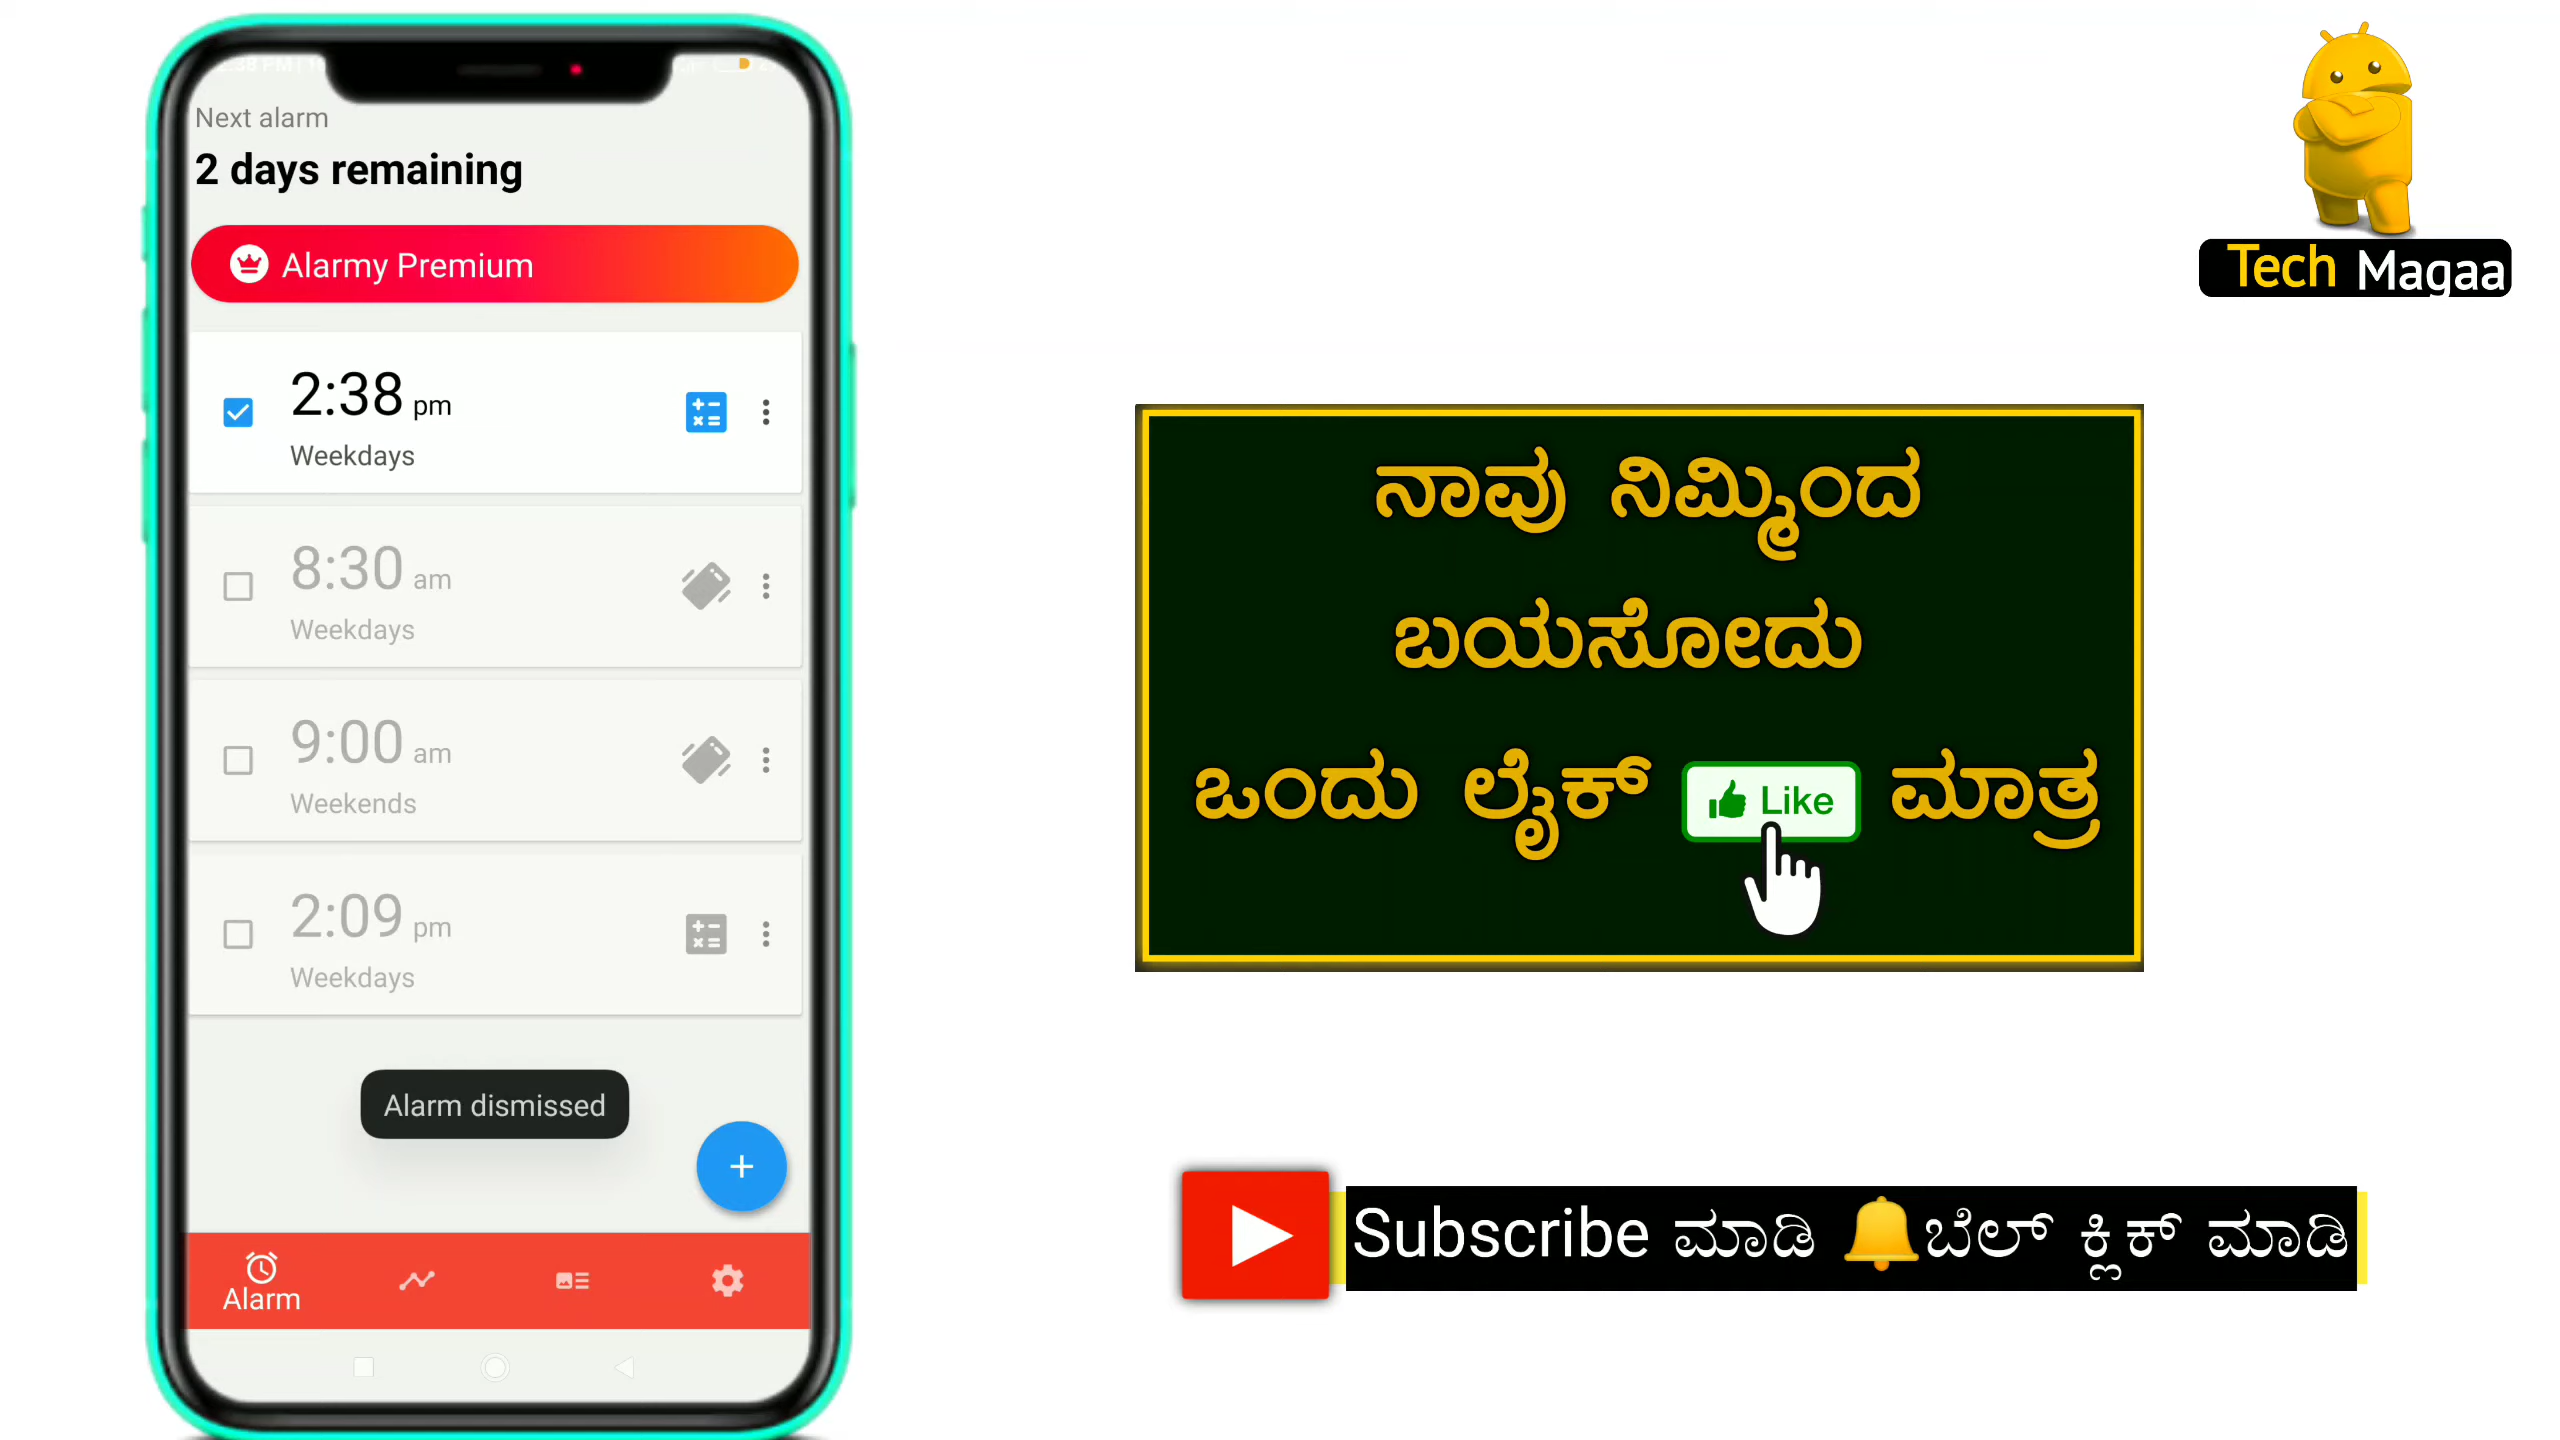 Next alarm
2 days remaining
Alarmy Premium
2:38 pm
Weekdays
8:30 am
Weekdays
9:00 am
Weekends
2:09 pm
Weekdays
Alarm dismissed
Alarm
Tech Magaa
ನಾವು ನಿಮ್ಮಿಂದ
ಬಯಸೋದು
ಒಂದು ಲೈಕ್ Like ಮಾತ್ರ
Subscribe ಮಾಡಿ 🔔ಬೆಲ್ ಕ್ಲಿಕ್ ಮಾಡಿ